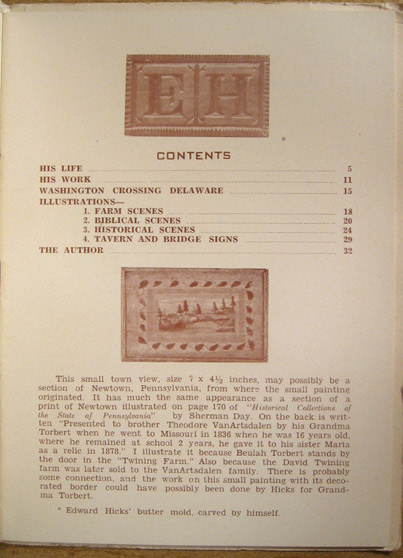 E H
*
CONTENTS
HIS LIFE 5
HIS WORK 11
WASHINGTON CROSSING DELAWARE 15
ILLUSTRATIONS—
1. FARM SCENES 18
2. BIBLICAL SCENES 20
3. HISTORICAL SCENES 24
4. TAVERN AND BRIDGE SIGNS 29
THE AUTHOR 32
This small town view, size 7 x 4½ inches, may possibly be a
section of Newtown, Pennsylvania, from where the small painting
originated. It has much the same appearance as a section of a
print of Newtown illustrated on page 170 of "Historical Collections of
the State of Pennsylvania" by Sherman Day. On the back is writ-
ten "Presented to brother Theodore VanArtsdalen by his Grandma
Torbert when he went to Missouri in 1836 when he was 16 years old,
where he remained at school 2 years, he gave it to his sister Maria
as a relic in 1878." I illustrate it because Beulah Torbert stands by
the door in the "Twining Farm." Also because the David Twining
farm was later sold to the VanArtsdalen family. There is probably
some connection, and the work on this small painting with its deco-
rated border could have possibly been done by Hicks for Grand-
ma Torbert.
* Edward Hicks' butter mold, carved by himself.